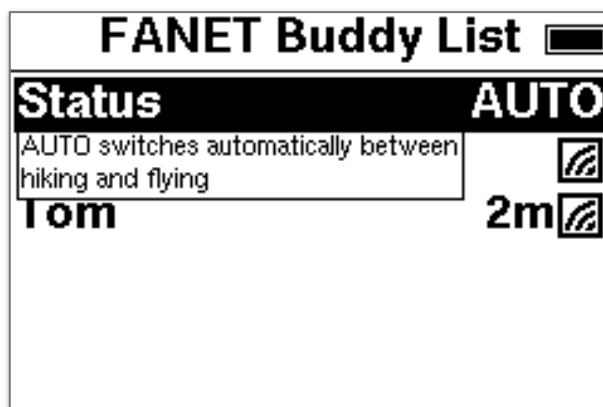 FANET Buddy List
Status AUTO
AUTO switches automatically between
hiking and flying
Tom 2m